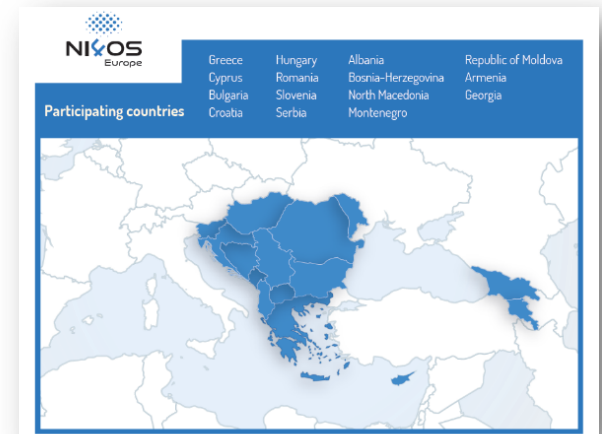 NI4OS
Europe
Participating countries
Greece
Cyprus
Bulgaria
Croatia
Hungary
Romania
Slovenia
Serbia
Albania
Bosnia-Herzegovina
North Macedonia
Montenegro
Republic of Moldova
Armenia
Georgia